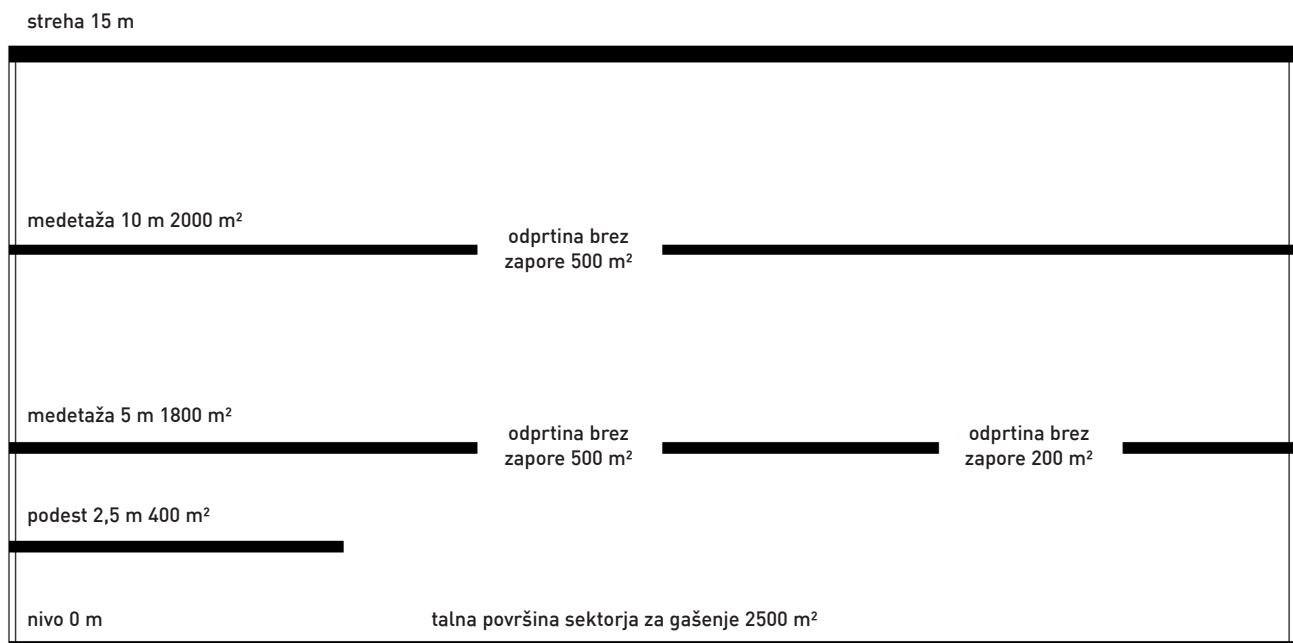 streha 15 m
medetaža 10 m 2000 m²
odprtina brez
zapore 500 m²
medetaža 5 m 1800 m²
odprtina brez
zapore 500 m²
odprtina brez
zapore 200 m²
podest 2,5 m 400 m²
nivo 0 m
talna površina sektorja za gašenje 2500 m²